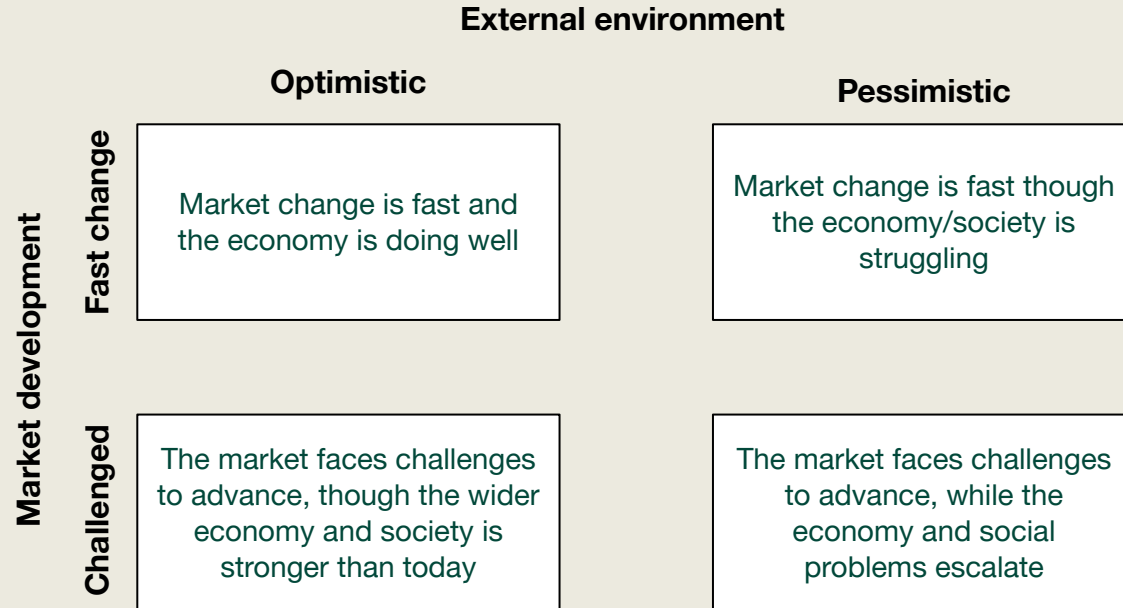 External environment
Optimistic
Pessimistic
Market development
Fast change
Market change is fast and
the economy is doing well
Market change is fast though
the economy/society is
struggling
Challenged
The market faces challenges
to advance, though the wider
economy and society is
stronger than today
The market faces challenges
to advance, while the
economy and social
problems escalate